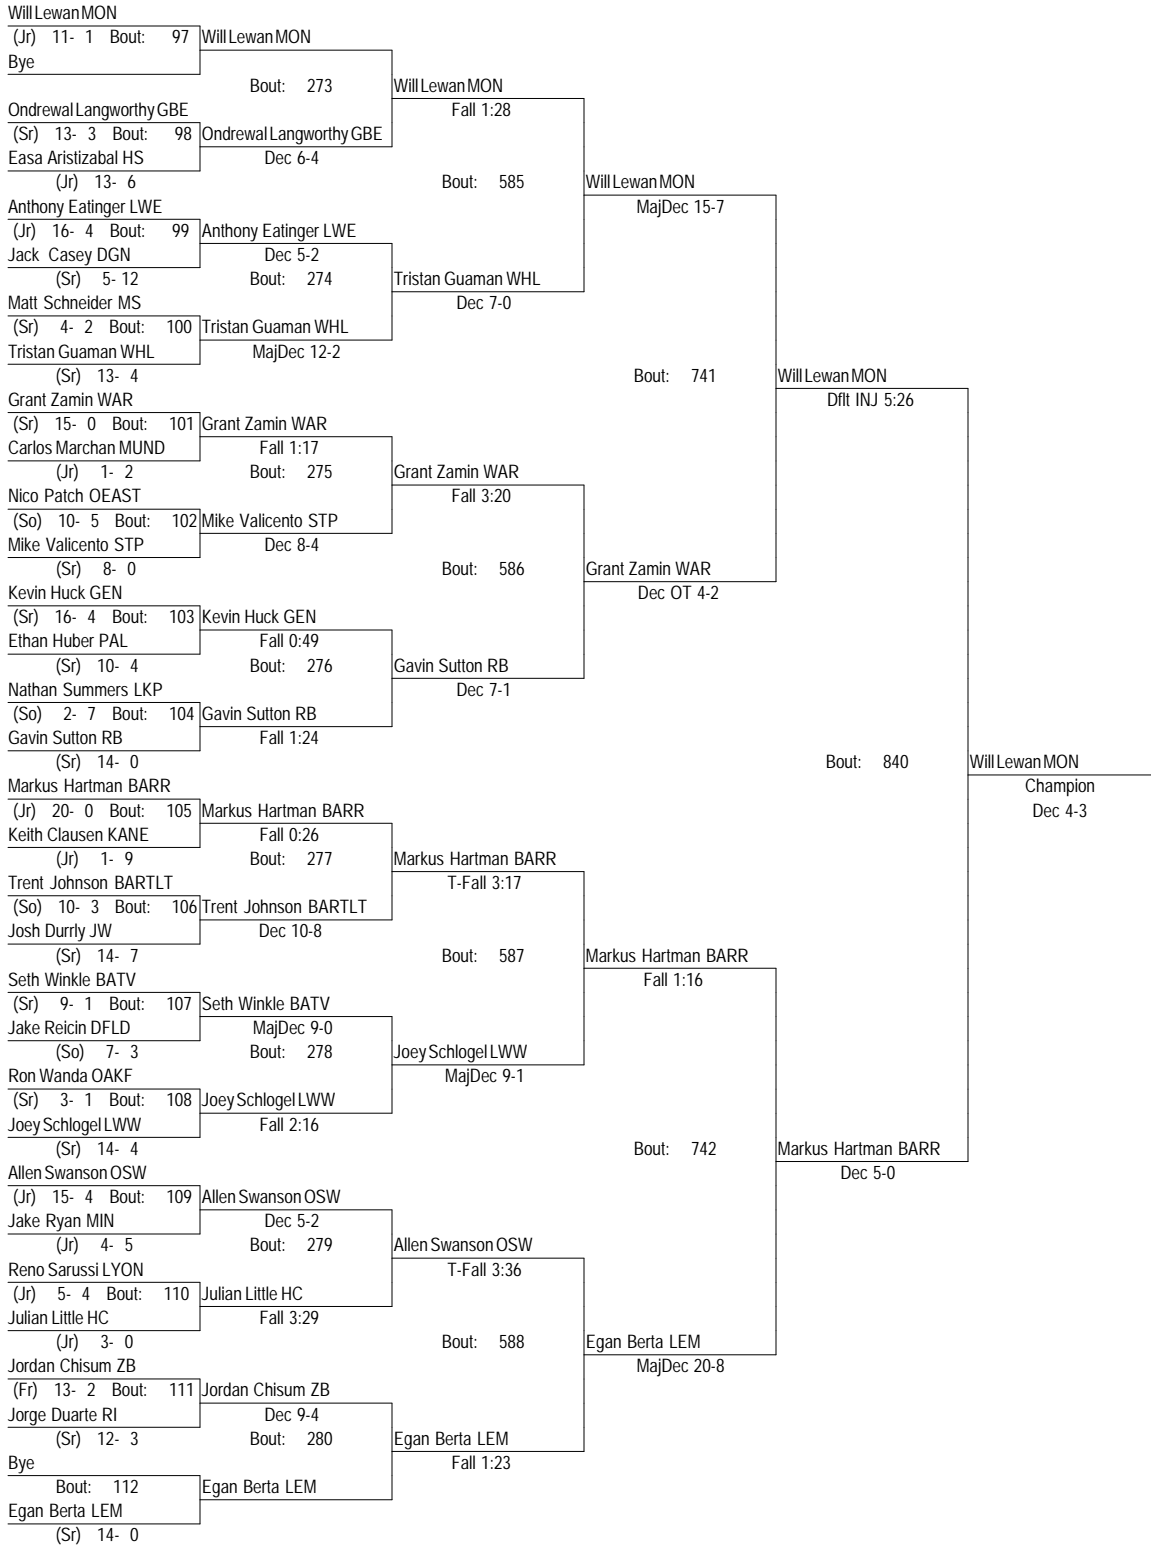 Will Lewan MON
(Jr) 11- 1 Bout: 97 Will Lewan MON
Bye
Bout: 273 Will Lewan MON
Ondrewal Langworthy GBE Fall 1:28
(Sr) 13- 3 Bout: 98 Ondrewal Langworthy GBE
Easa Aristizabal HS Dec 6-4
(Jr) 13- 6 Bout: 585 Will Lewan MON
Anthony Eatinger LWE MajDec 15-7
(Jr) 16- 4 Bout: 99 Anthony Eatinger LWE
Jack Casey DGN Dec 5-2
(Sr) 5- 12 Bout: 274 Tristan Guaman WHL
Matt Schneider MS Dec 7-0
(Sr) 4- 2 Bout: 100 Tristan Guaman WHL
Tristan Guaman WHL MajDec 12-2
(Sr) 13- 4 Bout: 741 Will Lewan MON
Grant Zamin WAR Dflt INJ 5:26
(Sr) 15- 0 Bout: 101 Grant Zamin WAR
Carlos Marchan MUND Fall 1:17
(Jr) 1- 2 Bout: 275 Grant Zamin WAR
Nico Patch OEAST Fall 3:20
(So) 10- 5 Bout: 102 Mike Valicento STP
Mike Valicento STP Dec 8-4
(Sr) 8- 0 Bout: 586 Grant Zamin WAR
Kevin Huck GEN Dec OT 4-2
(Sr) 16- 4 Bout: 103 Kevin Huck GEN
Ethan Huber PAL Fall 0:49
(Sr) 10- 4 Bout: 276 Gavin Sutton RB
Nathan Summers LKP Dec 7-1
(So) 2- 7 Bout: 104 Gavin Sutton RB
Gavin Sutton RB Fall 1:24
(Sr) 14- 0 Bout: 840 Will Lewan MON
Markus Hartman BARR Champion
(Jr) 20- 0 Bout: 105 Markus Hartman BARR Dec 4-3
Keith Clausen KANE Fall 0:26
(Jr) 1- 9 Bout: 277 Markus Hartman BARR
Trent Johnson BARTLT T-Fall 3:17
(So) 10- 3 Bout: 106 Trent Johnson BARTLT
Josh Durrly JW Dec 10-8
(Sr) 14- 7 Bout: 587 Markus Hartman BARR
Seth Winkle BATV Fall 1:16
(Sr) 9- 1 Bout: 107 Seth Winkle BATV
Jake Reicin DFLD MajDec 9-0
(So) 7- 3 Bout: 278 Joey Schlogel LWW
Ron Wanda OAKF MajDec 9-1
(Sr) 3- 1 Bout: 108 Joey Schlogel LWW
Joey Schlogel LWW Fall 2:16
(Sr) 14- 4 Bout: 742 Markus Hartman BARR
Allen Swanson OSW Dec 5-0
(Jr) 15- 4 Bout: 109 Allen Swanson OSW
Jake Ryan MIN Dec 5-2
(Jr) 4- 5 Bout: 279 Allen Swanson OSW
Reno Sarussi LYON T-Fall 3:36
(Jr) 5- 4 Bout: 110 Julian Little HC
Julian Little HC Fall 3:29
(Jr) 3- 0 Bout: 588 Egan Berta LEM
Jordan Chisum ZB MajDec 20-8
(Fr) 13- 2 Bout: 111 Jordan Chisum ZB
Jorge Duarte RI Dec 9-4
(Sr) 12- 3 Bout: 280 Egan Berta LEM
Bye Fall 1:23
Bout: 112 Egan Berta LEM
Egan Berta LEM
(Sr) 14- 0